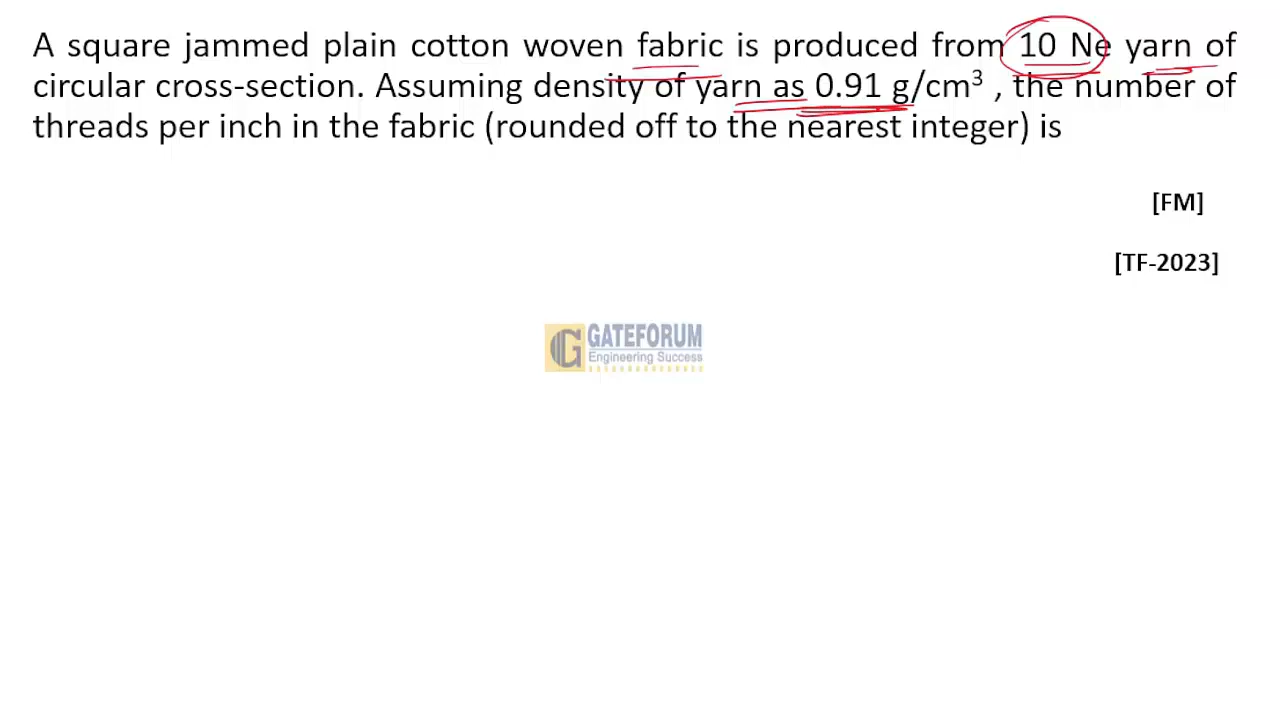 A square jammed plain cotton woven fabric is produced from 10 Ne yarn of
circular cross-section. Assuming density of yarn as 0.91 g/cm³ , the number of
threads per inch in the fabric (rounded off to the nearest integer) is
[FM]
[TF-2023]
GATEFORUM
Engineering Success